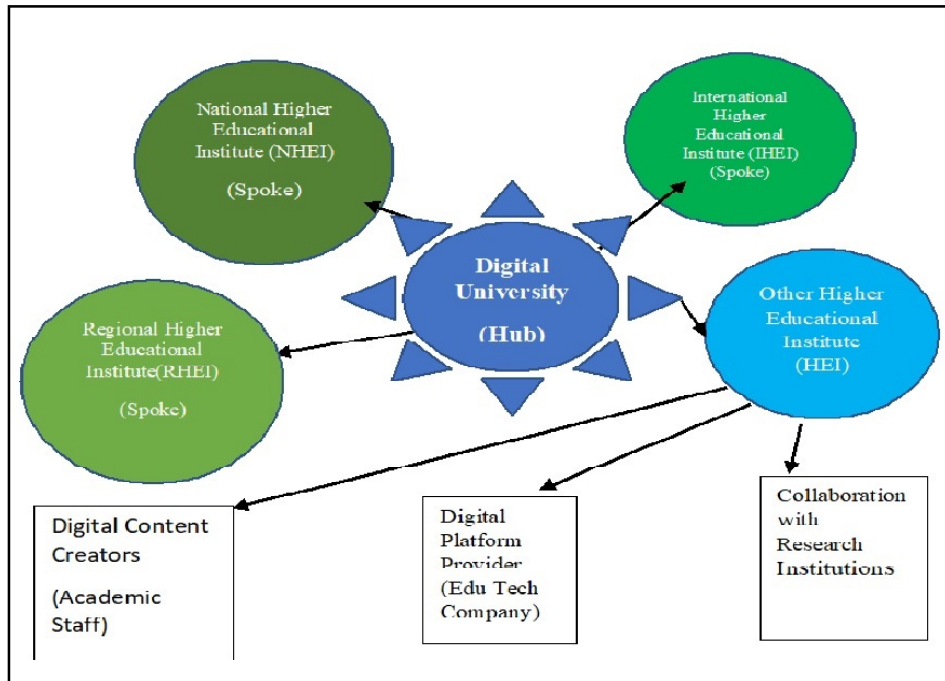 National Higher
Educational
Institute (NHEI)
(Spoke)
International
Higher
Educational
Institute (IHEI)
(Spoke)
Digital
University
(Hub)
Other Higher
Educational
Institute
(HEI)
Regional Higher
Educational
Institute(RHEI)
(Spoke)
Digital Content
Creators
(Academic
Staff)
Digital
Platform
Provider
(Edu Tech
Company)
Collaboration
with
Research
Institutions